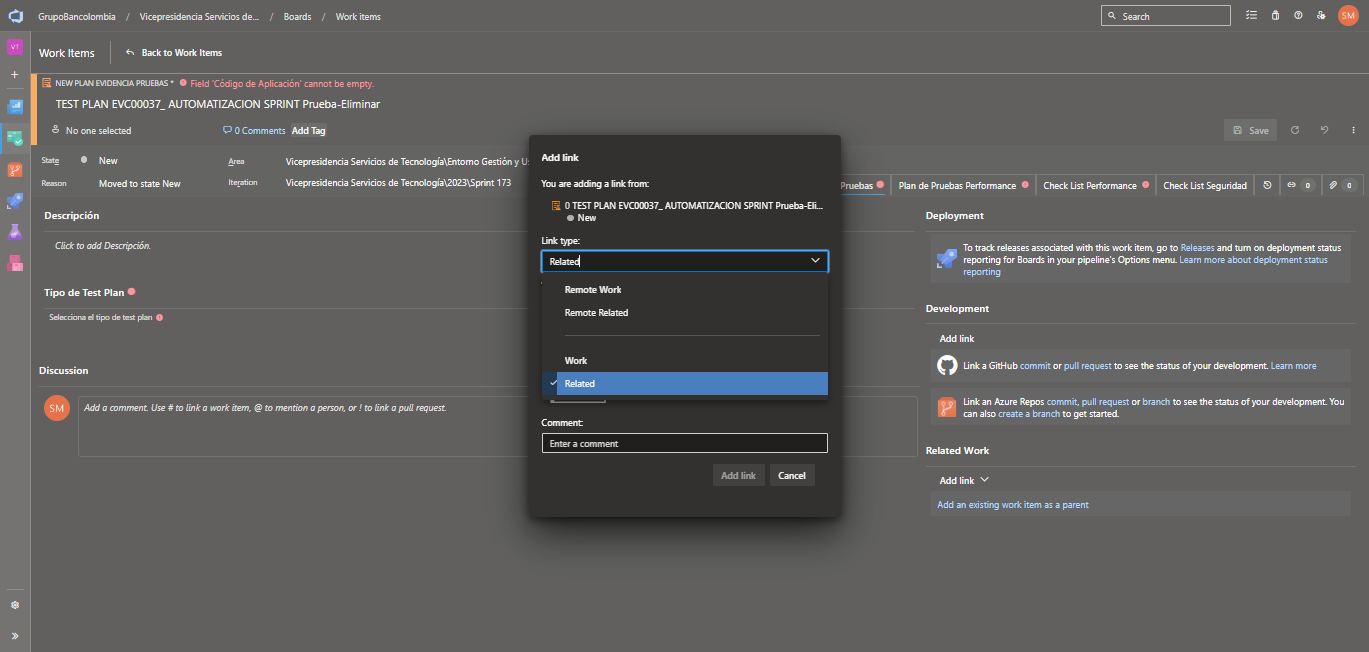 GrupoBancolombia / Vicepresidencia Servicios de... / Boards / Work items
Search
SM
VT
Work Items
Back to Work Items
NEW PLAN EVIDENCIA PRUEBAS *
Field 'Código de Aplicación' cannot be empty.
TEST PLAN EVC00037_ AUTOMATIZACION SPRINT Prueba-Eliminar
No one selected
0 Comments
Add Tag
Save
State
New
Area
Vicepresidencia Servicios de Tecnología\Entorno Gestión y Us
Reason
Moved to state New
Iteration
Vicepresidencia Servicios de Tecnología\2023\Sprint 173
Pruebas
Plan de Pruebas Performance
Check List Performance
Check List Seguridad
0
0
Descripción
Click to add Descripción.
Tipo de Test Plan
Selecciona el tipo de test plan
Discussion
SM
Add a comment. Use # to link a work item, @ to mention a person, or ! to link a pull request.
Add link
You are adding a link from:
0 TEST PLAN EVC00037_ AUTOMATIZACION SPRINT Prueba-Eli...
New
Link type:
Related
Remote Work
Remote Related
Work
Related
Comment:
Enter a comment
Add link
Cancel
Deployment
To track releases associated with this work item, go to Releases and turn on deployment status
reporting for Boards in your pipeline's Options menu. Learn more about deployment status
reporting
Development
Add link
Link a GitHub commit or pull request to see the status of your development. Learn more
Link an Azure Repos commit, pull request or branch to see the status of your development. You
can also create a branch to get started.
Related Work
Add link
Add an existing work item as a parent